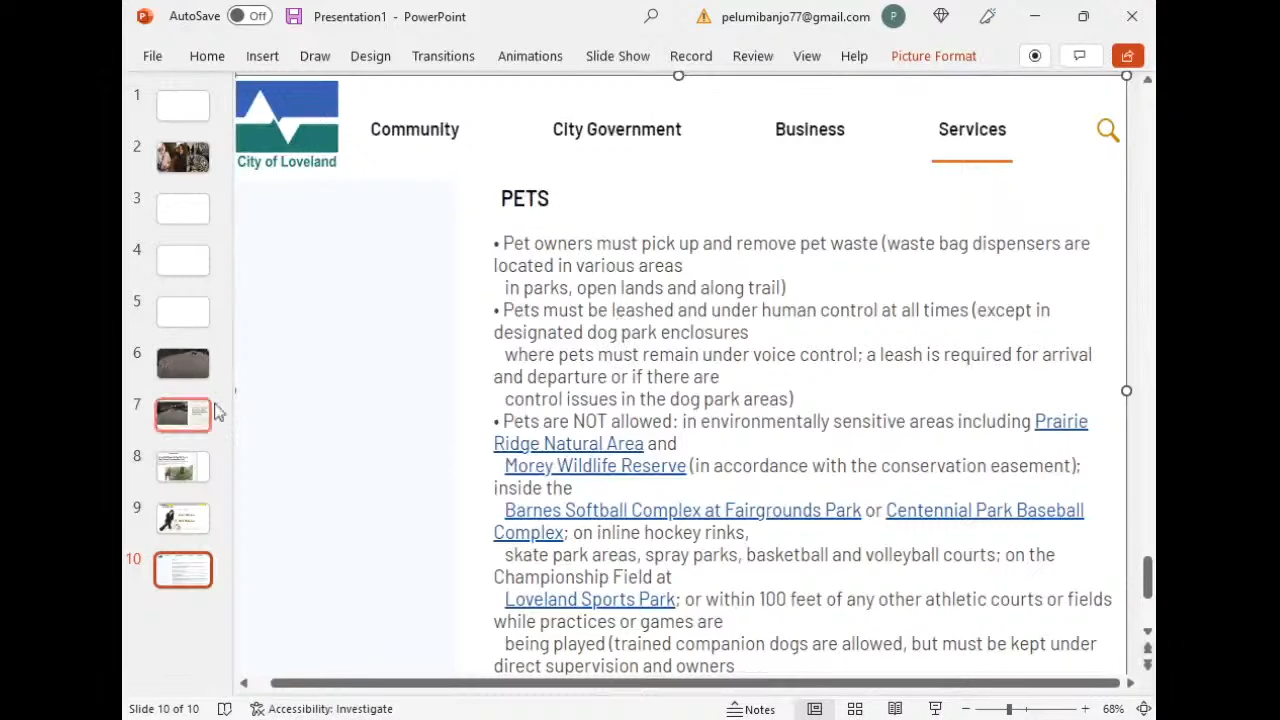 AutoSave Off Presentation1 - PowerPoint pelumibanjo77@gmail.com P
File Home Insert Draw Design Transitions Animations Slide Show Record Review View Help Picture Format
1
2
3
4
5
6
7
8
9
10
City of Loveland
Community City Government Business Services
PETS
• Pet owners must pick up and remove pet waste (waste bag dispensers are
located in various areas
in parks, open lands and along trail)
• Pets must be leashed and under human control at all times (except in
designated dog park enclosures
where pets must remain under voice control; a leash is required for arrival
and departure or if there are
control issues in the dog park areas)
• Pets are NOT allowed: in environmentally sensitive areas including Prairie
Ridge Natural Area and
Morey Wildlife Reserve (in accordance with the conservation easement);
inside the
Barnes Softball Complex at Fairgrounds Park or Centennial Park Baseball
Complex; on inline hockey rinks,
skate park areas, spray parks, basketball and volleyball courts; on the
Championship Field at
Loveland Sports Park; or within 100 feet of any other athletic courts or fields
while practices or games are
being played (trained companion dogs are allowed, but must be kept under
direct supervision and owners
Slide 10 of 10 Accessibility: Investigate Notes 68%